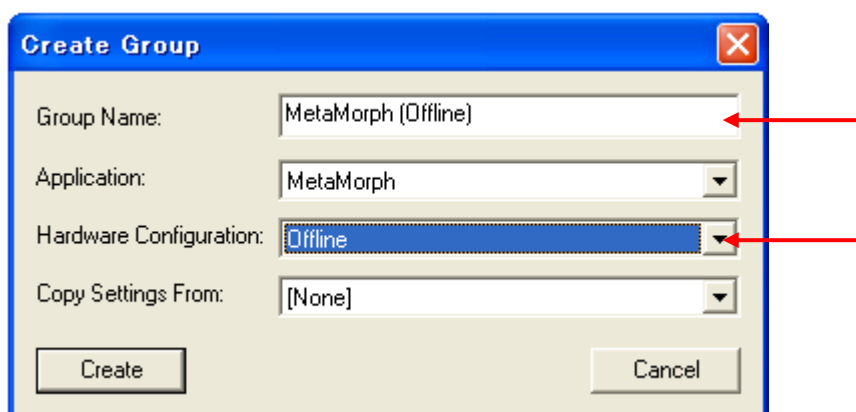 Create Group
Group Name: MetaMorph (Offline)
Application: MetaMorph
Hardware Configuration: Offline
Copy Settings From: [None]
Create Cancel